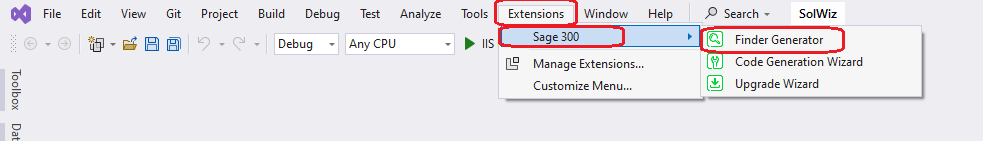 File Edit View Git Project Build Debug Test Analyze Tools Extensions Window Help Search SolWiz
Debug Any CPU IIS
Sage 300
Manage Extensions...
Customize Menu...
Finder Generator
Code Generation Wizard
Upgrade Wizard
Toolbox
Dat